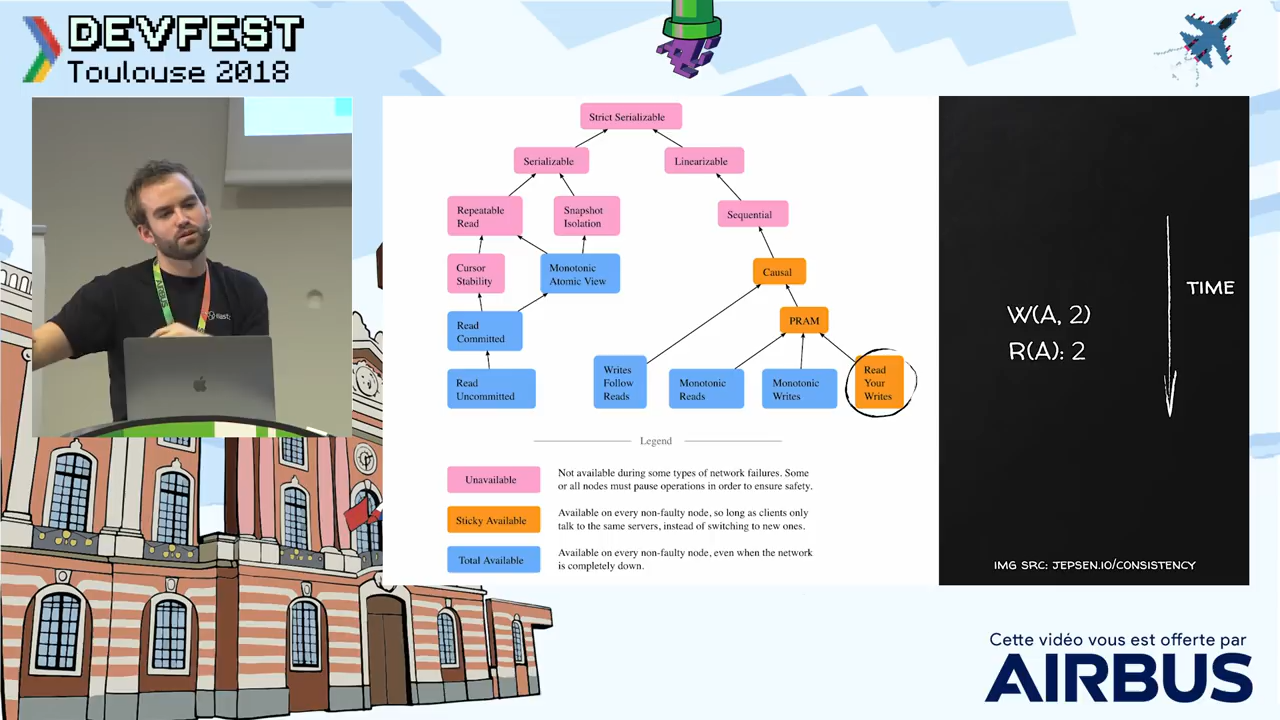 DEVFEST
Toulouse 2018
Strict Serializable
Serializable
Linearizable
Repeatable
Read
Snapshot
Isolation
Sequential
Cursor
Stability
Monotonic
Atomic View
Causal
Read
Committed
PRAM
Read
Uncommitted
Writes
Follow
Reads
Monotonic
Reads
Monotonic
Writes
Read
Your
Writes
Legend
Unavailable
Not available during some types of network failures. Some
or all nodes must pause operations in order to ensure safety.
Sticky Available
Available on every non-faulty node, so long as clients only
talk to the same servers, instead of switching to new ones.
Total Available
Available on every non-faulty node, even when the network
is completely down.
W(A, 2)
R(A): 2
TIME
IMG SRC: JEPSEN.IO/CONSISTENCY
AIRBUS
Cette vidéo vous est offerte par
AIRBUS